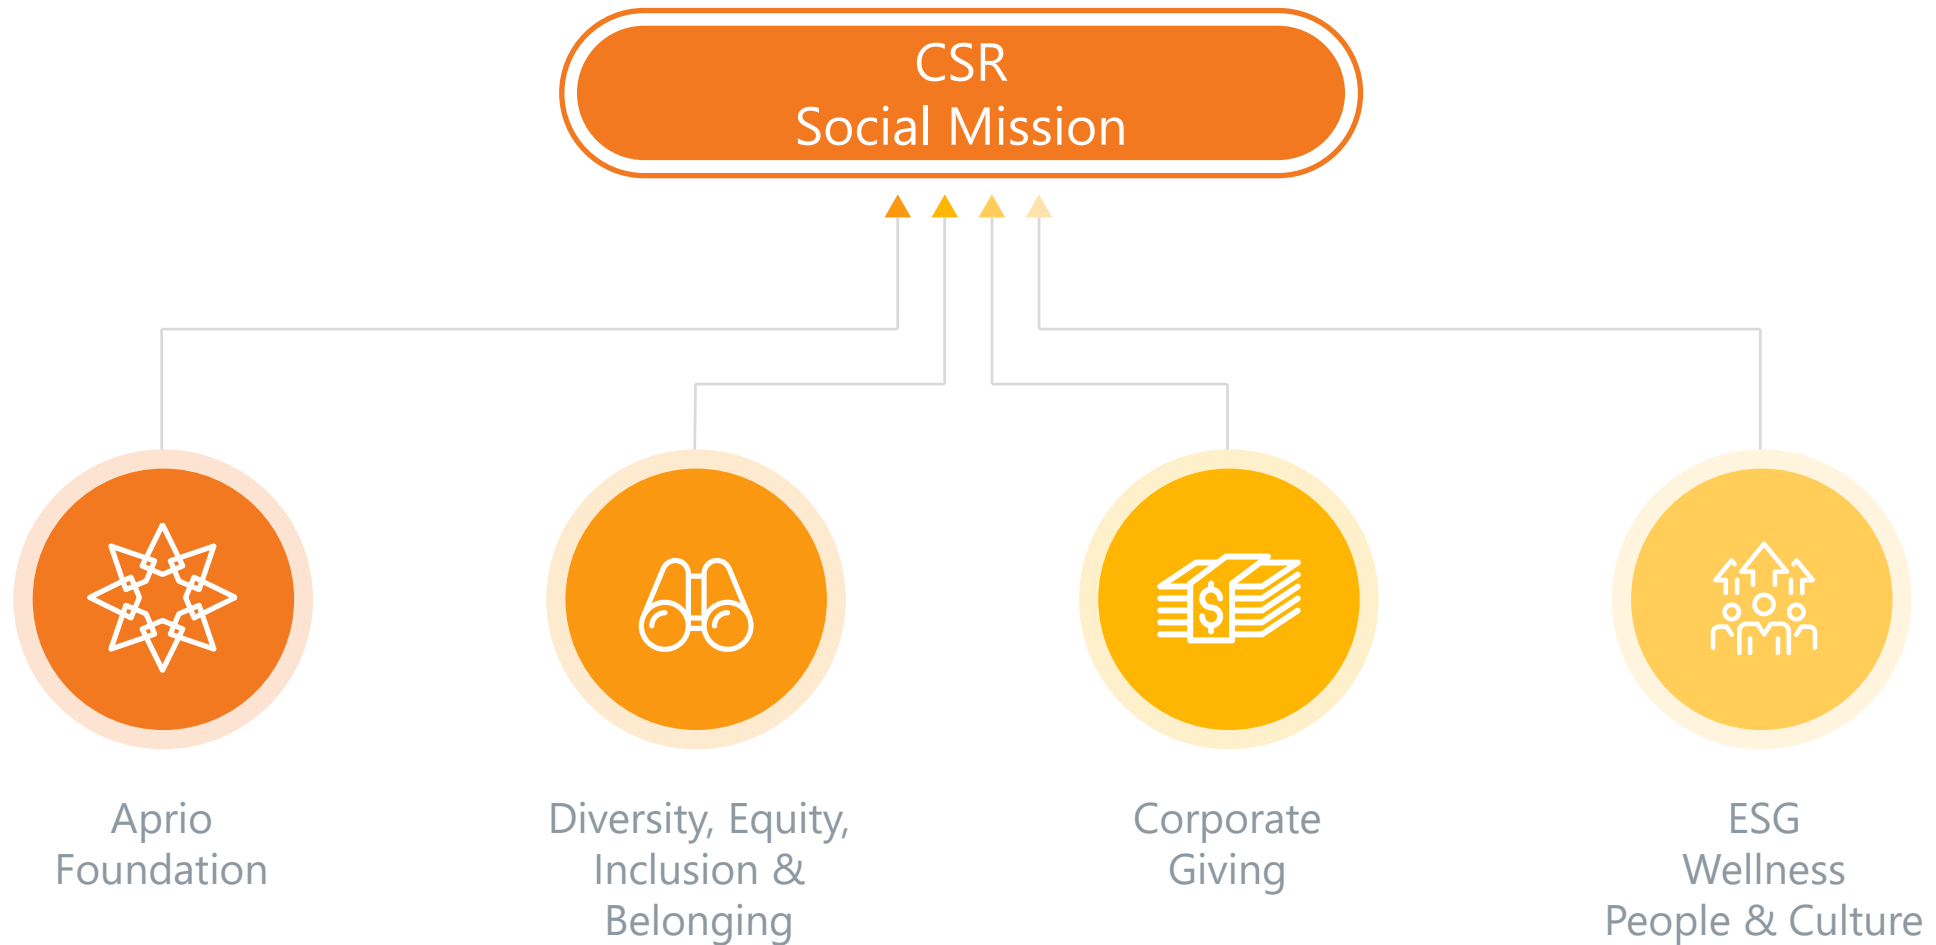 CSR
Social Mission
Aprio
Foundation
Diversity, Equity,
Inclusion &
Belonging
Corporate
Giving
ESG
Wellness
People & Culture
$